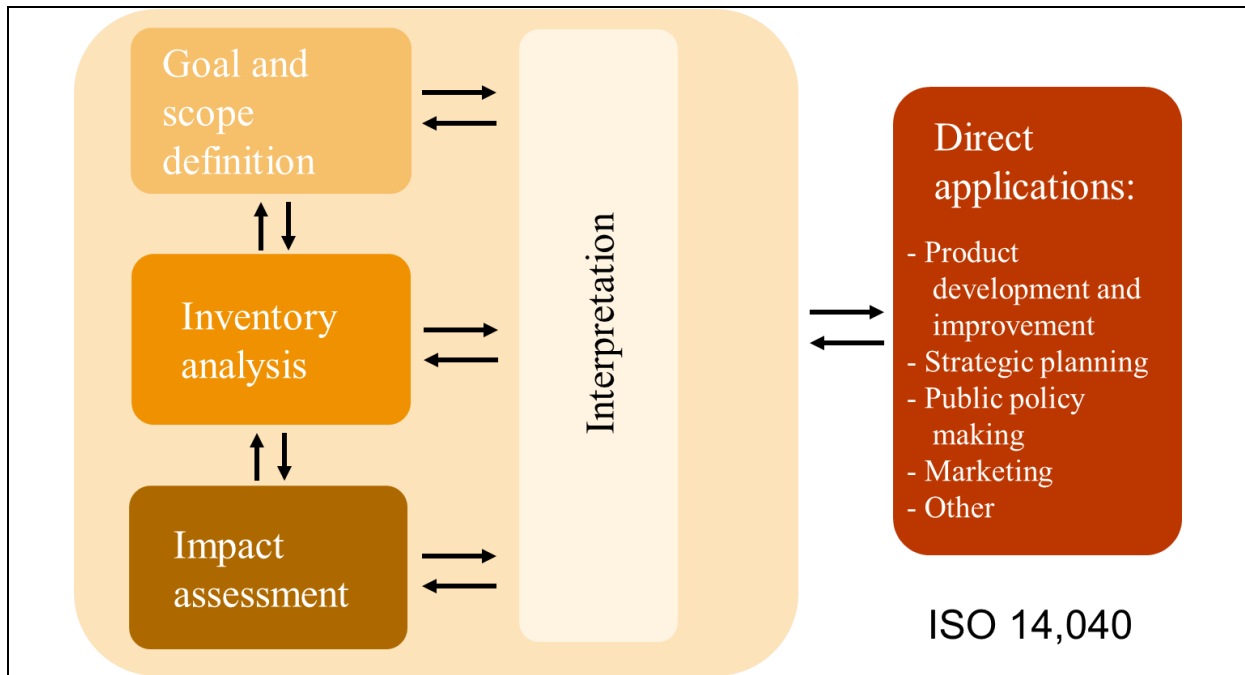 Goal and
scope
definition
Inventory
analysis
Impact
assessment
Interpretation
Direct
applications:
- Product
development and
improvement
- Strategic planning
- Public policy
making
- Marketing
- Other
ISO 14,040